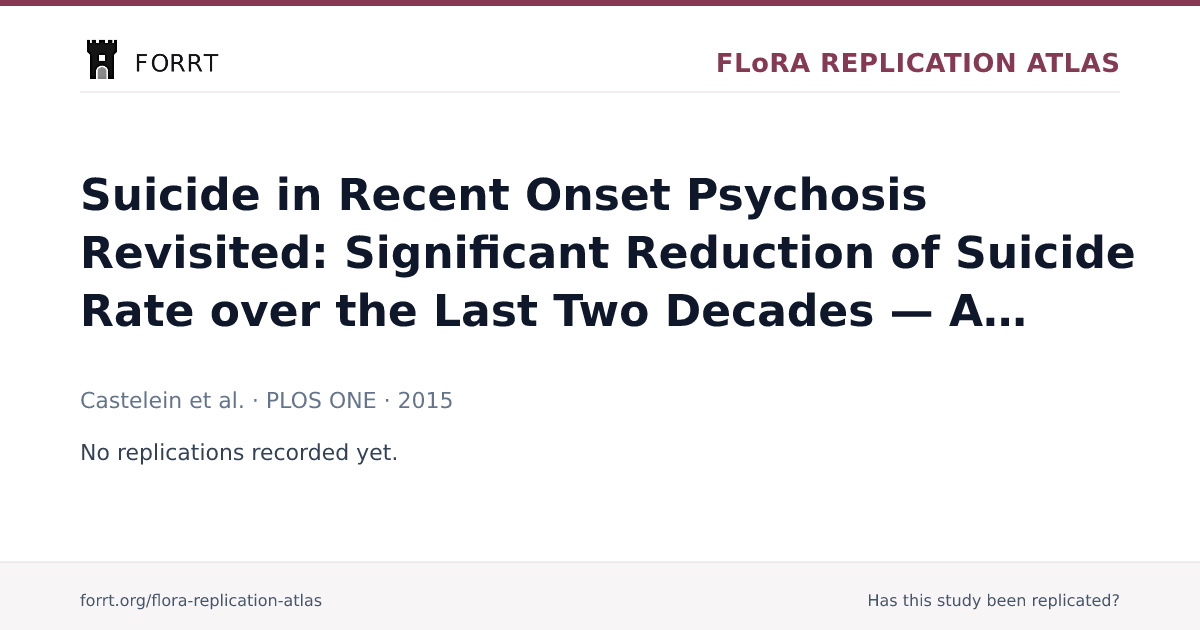 FORRT
FLoRA REPLICATION ATLAS
Suicide in Recent Onset Psychosis
Revisited: Significant Reduction of Suicide
Rate over the Last Two Decades — A…
Castelein et al. · PLOS ONE · 2015
No replications recorded yet.
forrt.org/flora-replication-atlas
Has this study been replicated?